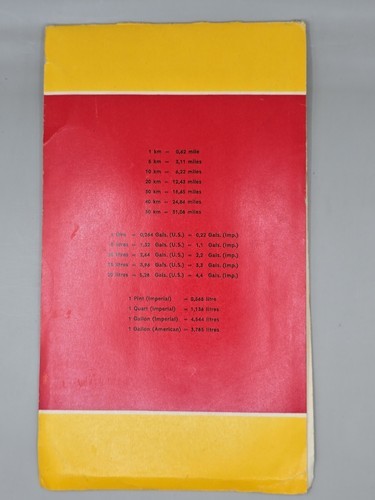 1 km — 0,62 mile
5 km — 3,11 miles
10 km — 6,22 miles
20 km — 12,43 miles
30 km — 18,65 miles
40 km — 24,86 miles
50 km — 31,08 miles
litre — 0,264 Gals. (U.S.) — 0,22 Gals. (Imp.)
litres — 1,32 Gals. (U.S.) — 1,1 Gals. (Imp.)
litres — 2,64 Gals. (U.S.) — 2,2 Gals. (Imp.)
litres — 3,96 Gals. (U.S.) — 3,3 Gals. (Imp.)
litres — 5,28 Gals. (U.S.) — 4,4 Gals. (Imp.)
1 Pint (Imperial) — 0,568 litre
1 Quart (Imperial) — 1,136 litres
1 Gallon (Imperial) — 4,544 litres
1 Gallon (American) — 3,785 litres